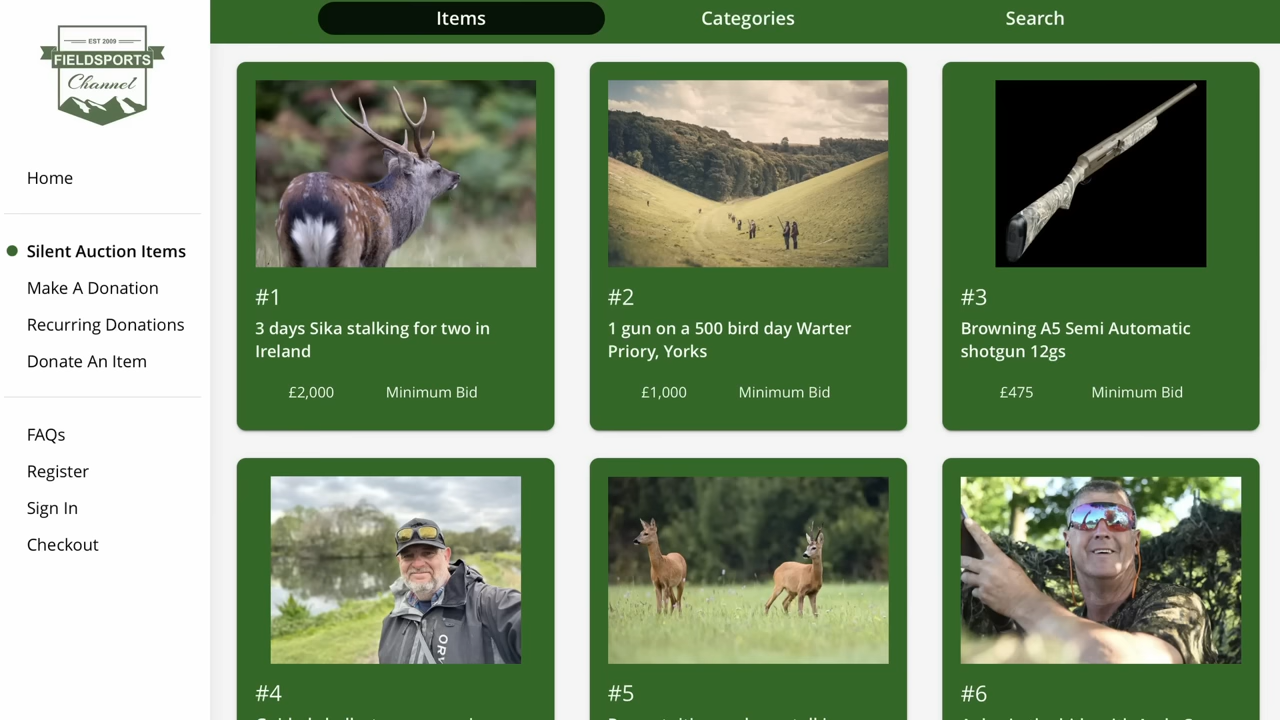 EST 2009
FIELDSPORTS
Channel
Home
Silent Auction Items
Make A Donation
Recurring Donations
Donate An Item
FAQs
Register
Sign In
Checkout
Items Categories Search
#1
3 days Sika stalking for two in
Ireland
£2,000 Minimum Bid
#2
1 gun on a 500 bird day Warter
Priory, Yorks
£1,000 Minimum Bid
#3
Browning A5 Semi Automatic
shotgun 12gs
£475 Minimum Bid
#4
#5
#6